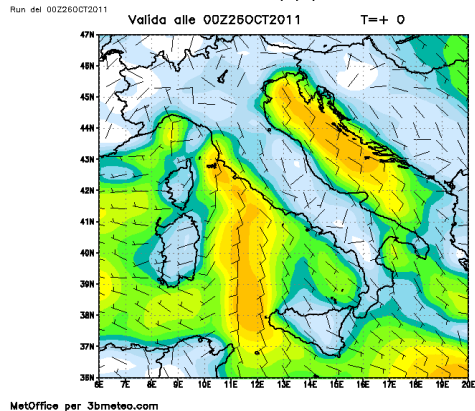 Run del 00Z26OCT2011
Valida alle 00Z26OCT2011 T=+ 0
47N
46N
45N
44N
43N
42N
41N
40N
39N
38N
37N
36N
6E 7E 8E 9E 10E 11E 12E 13E 14E 15E 16E 17E 18E 19E 20E
MetOffice per 3bmeteo.com